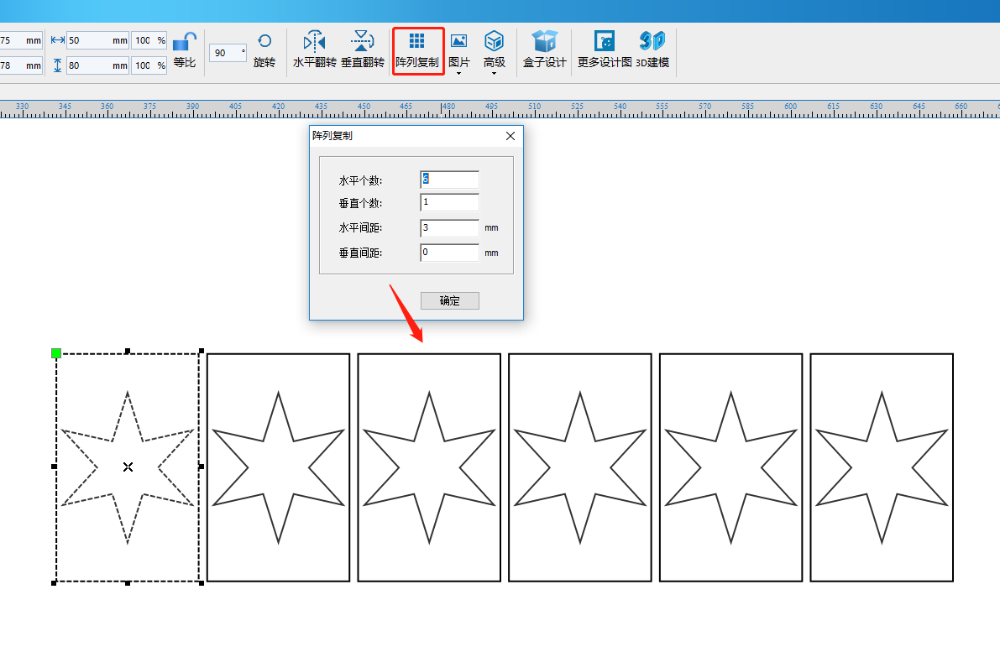 75 mm 50 mm 100 %
78 mm 80 mm 100 %
等比
90 °
旋转
水平翻转
垂直翻转
阵列复制
图片
高级
盒子设计
更多设计图
3D建模
330 345 360 375 390 405 420 435 450 465 480 495 510 525 540 555 570 585 600 615 630 645 660
阵列复制
水平个数: 6
垂直个数: 1
水平间距: 3 mm
垂直间距: 0 mm
确定